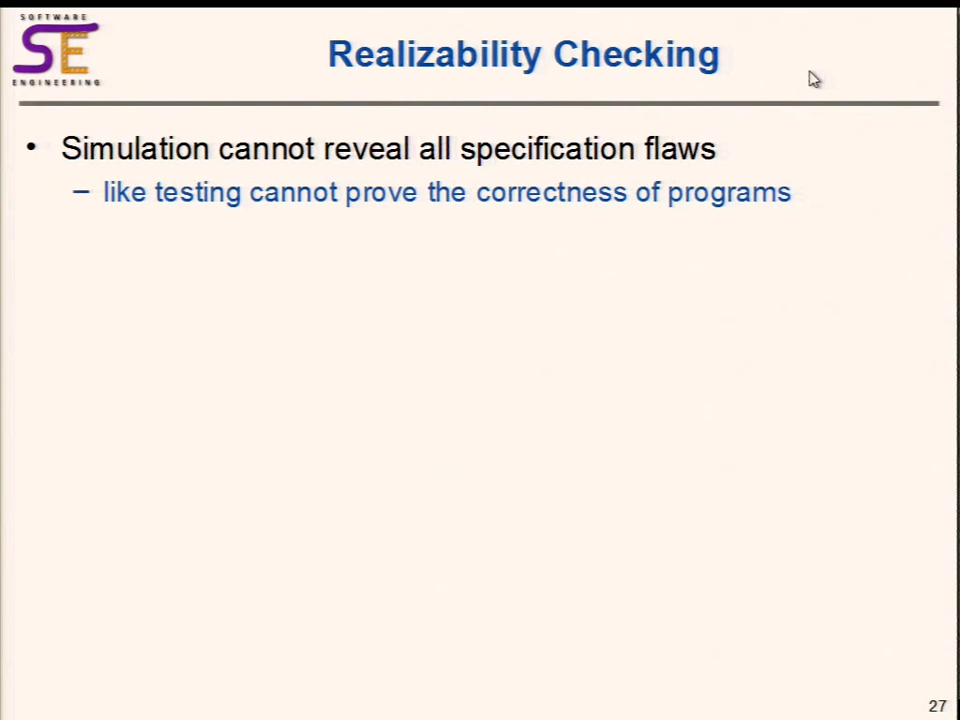 SOFTWARE
SE
ENGINEERING
Realizability Checking
• Simulation cannot reveal all specification flaws
– like testing cannot prove the correctness of programs
27